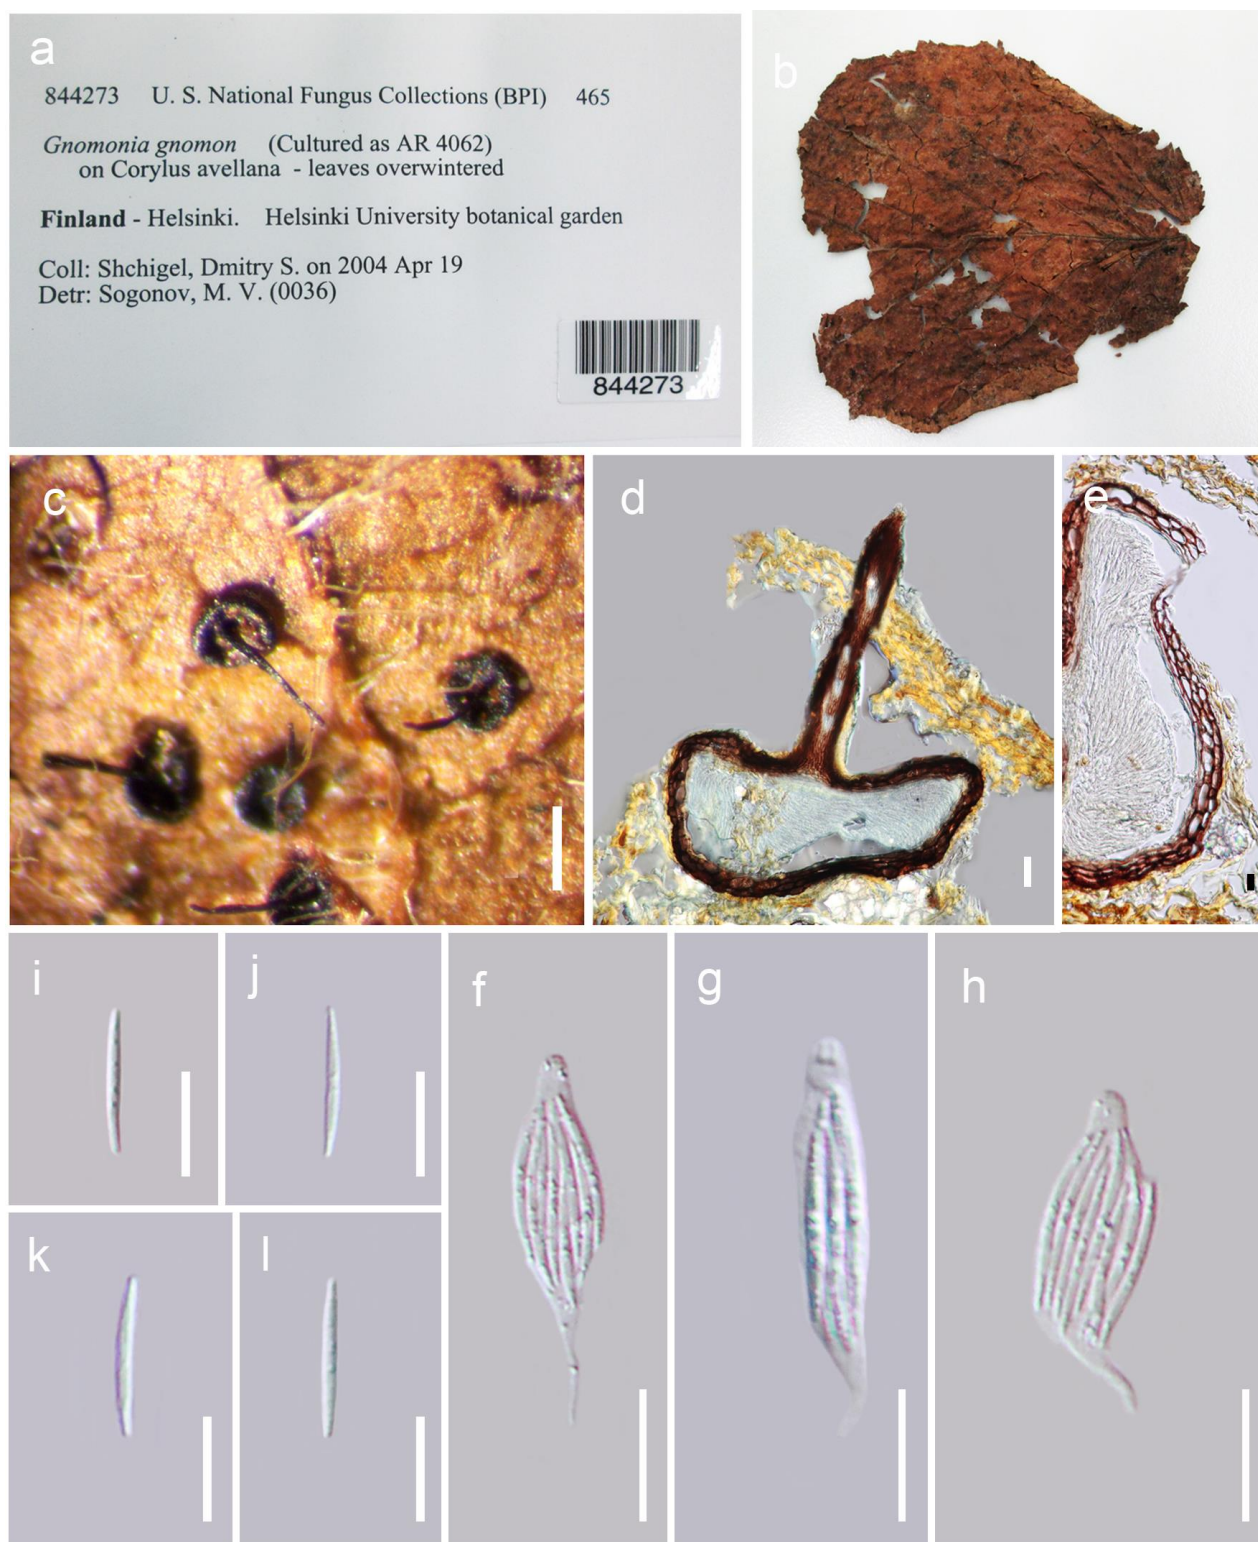 a
844273 U. S. National Fungus Collections (BPI) 465
Gnomonia gnomon (Cultured as AR 4062)
on Corylus avellana - leaves overwintered
Finland - Helsinki. Helsinki University botanical garden
Coll: Shchigel, Dmitry S. on 2004 Apr 19
Detr: Sogonov, M. V. (0036)
844273
b
c
d
e
i
j
f
g
h
k
l